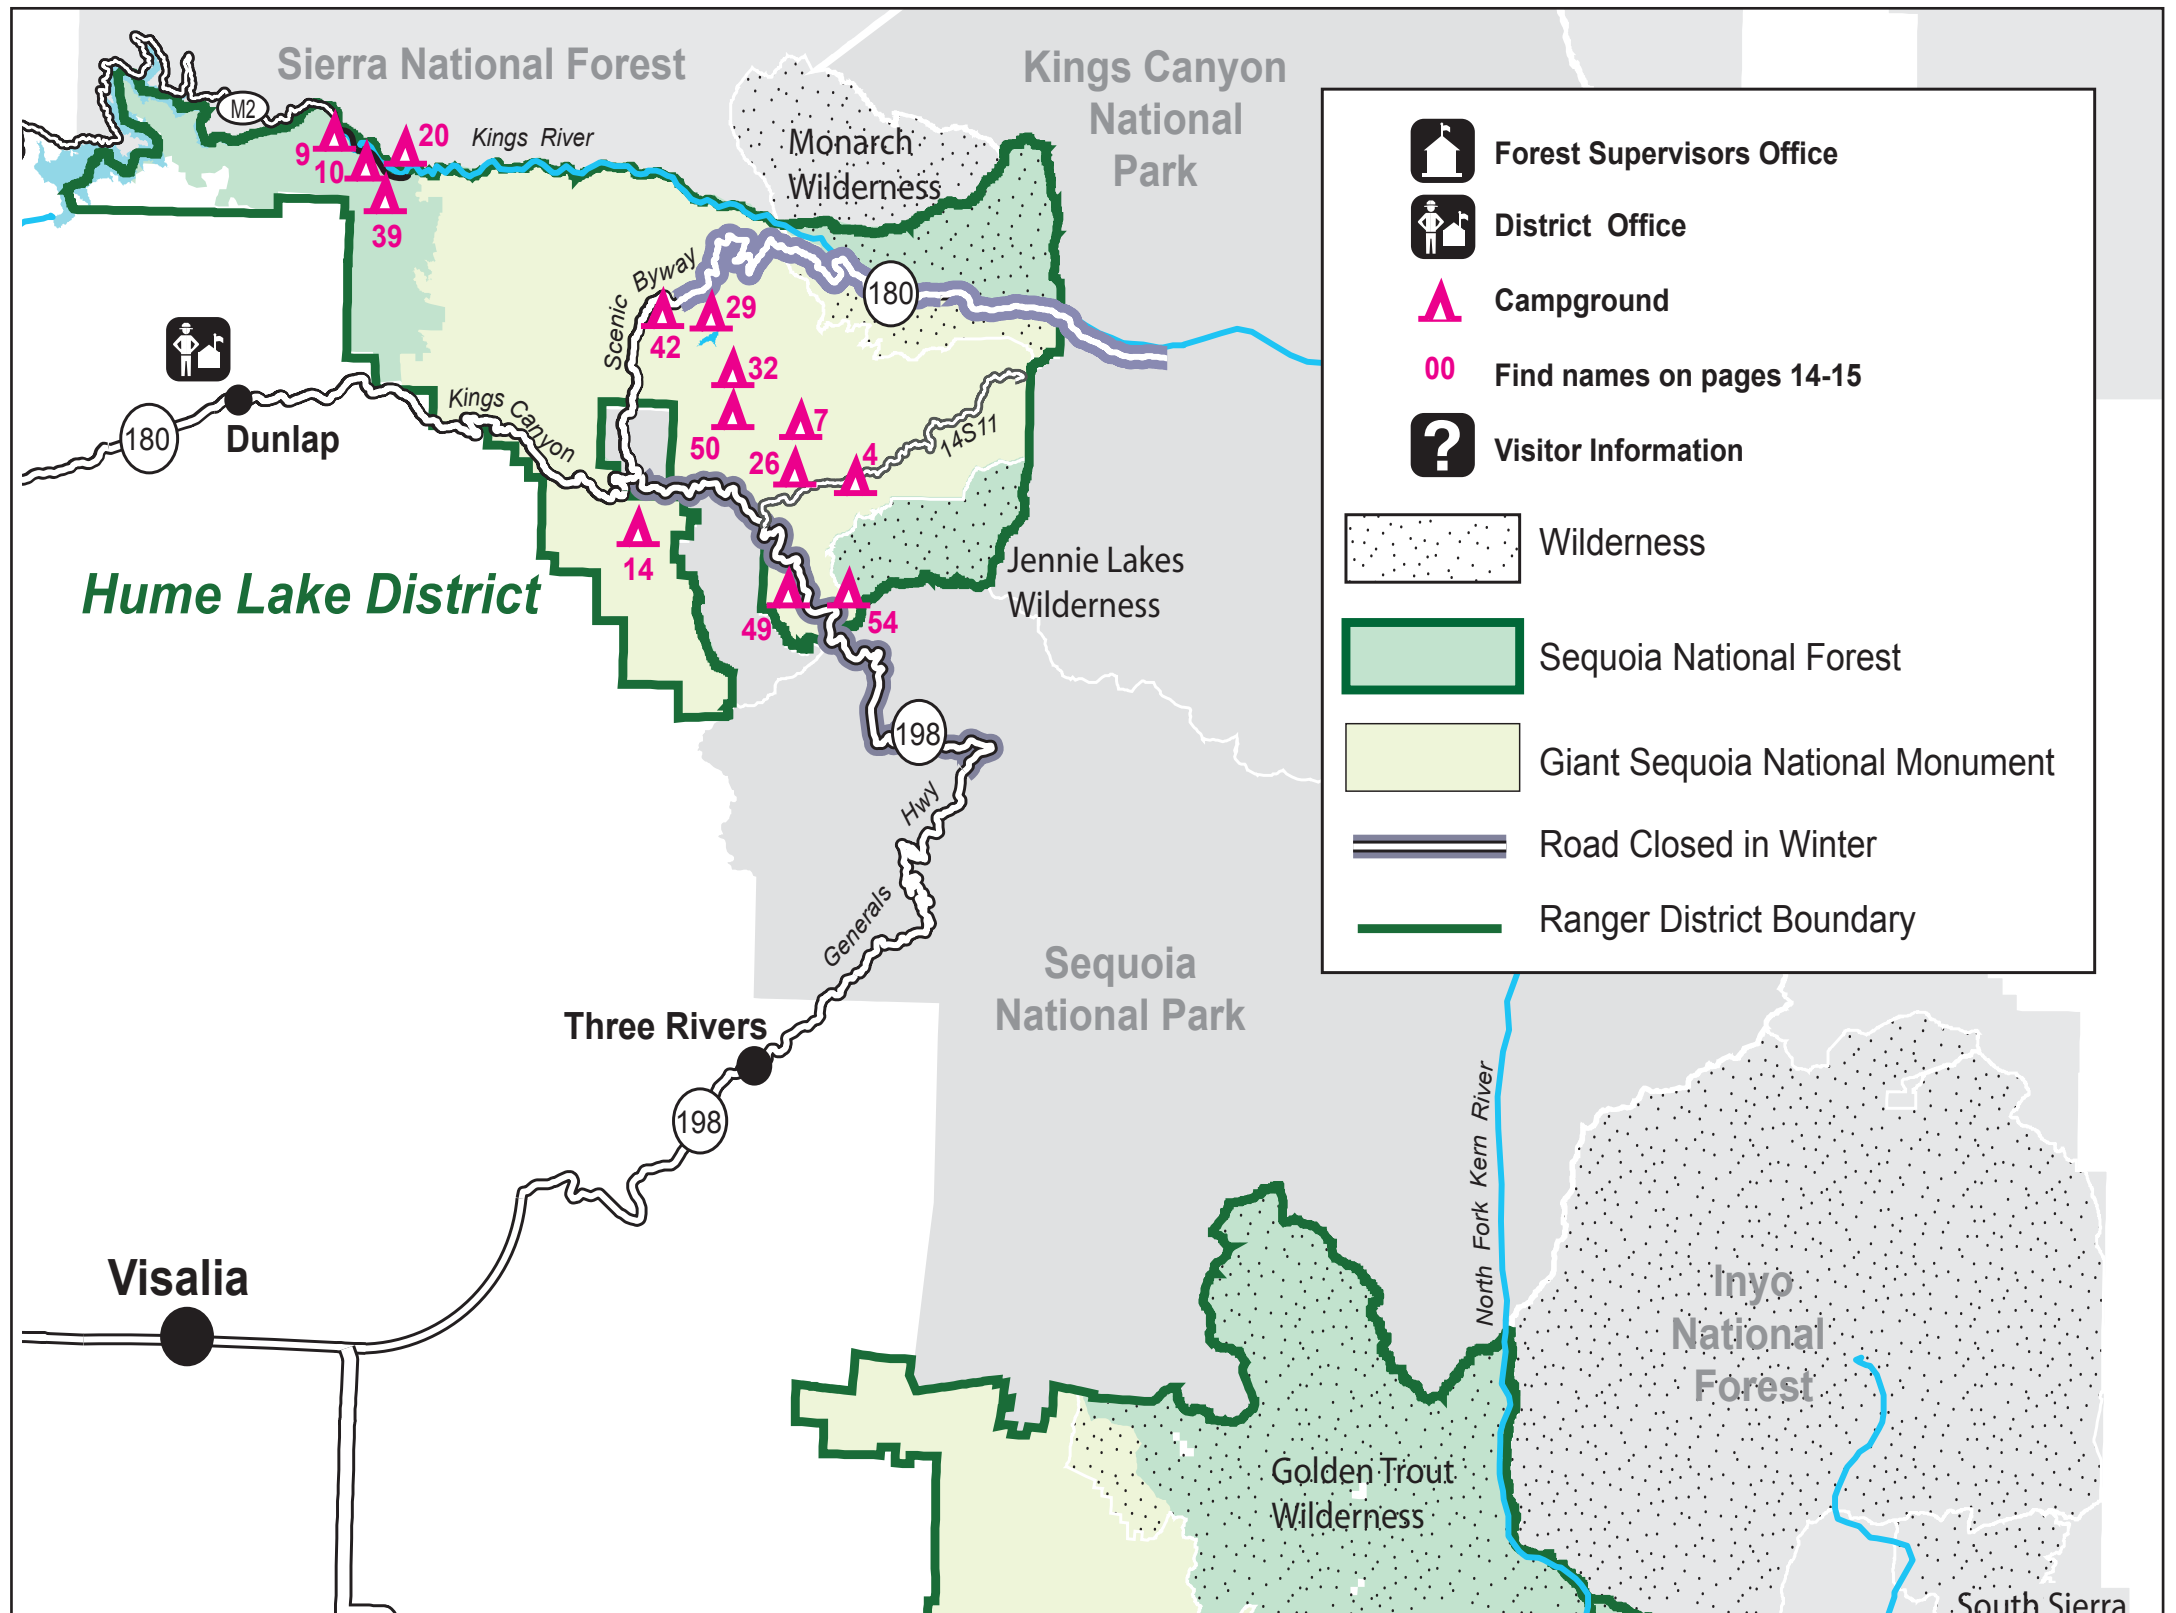 Sierra National Forest
Kings Canyon
National
Park
M2
9
10
20
39
Kings River
Monarch
Wilderness
Scenic Byway
180
42
29
32
50
7
26
4
14S11
Kings Canyon
180
Dunlap
14
Hume Lake District
Jennie Lakes
Wilderness
49
54
198
Generals Hwy
Sequoia
National Park
Three Rivers
198
Visalia
North Fork Kern River
Inyo
National
Forest
Golden Trout
Wilderness
South Sierra
Forest Supervisors Office
District Office
Campground
00 Find names on pages 14-15
? Visitor Information
Wilderness
Sequoia National Forest
Giant Sequoia National Monument
Road Closed in Winter
Ranger District Boundary